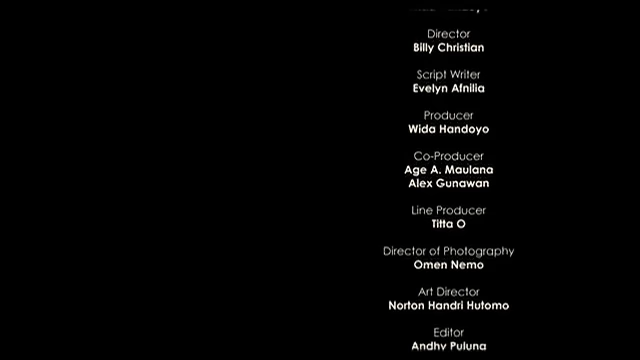 Director
Billy Christian
Script Writer
Evelyn Afnilia
Producer
Wida Handoyo
Co-Producer
Age A. Maulana
Alex Gunawan
Line Producer
Titta O
Director of Photography
Omen Nemo
Art Director
Norton Handri Hutomo
Editor
Andhy Pulung